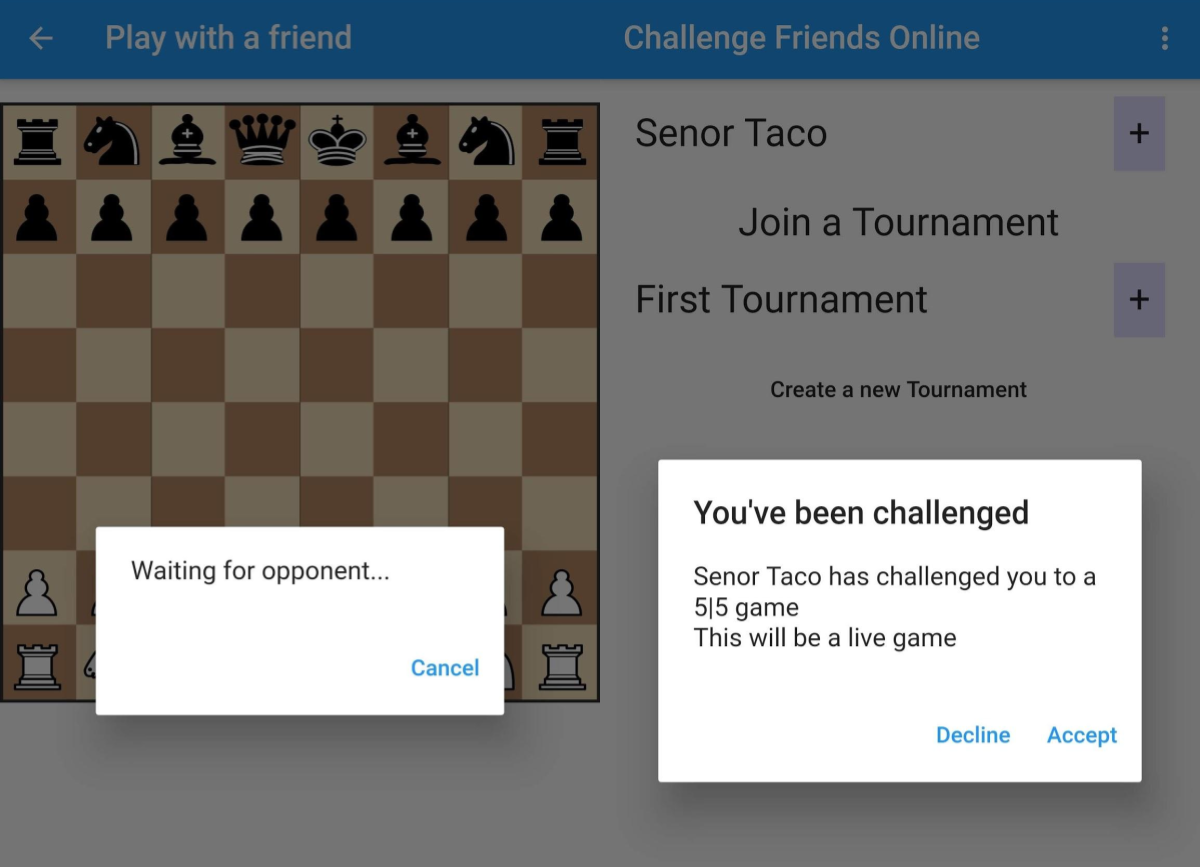 Play with a friend
Waiting for opponent...
Cancel
Challenge Friends Online
Senor Taco
+
Join a Tournament
First Tournament
+
Create a new Tournament
You've been challenged
Senor Taco has challenged you to a
5|5 game
This will be a live game
Decline Accept